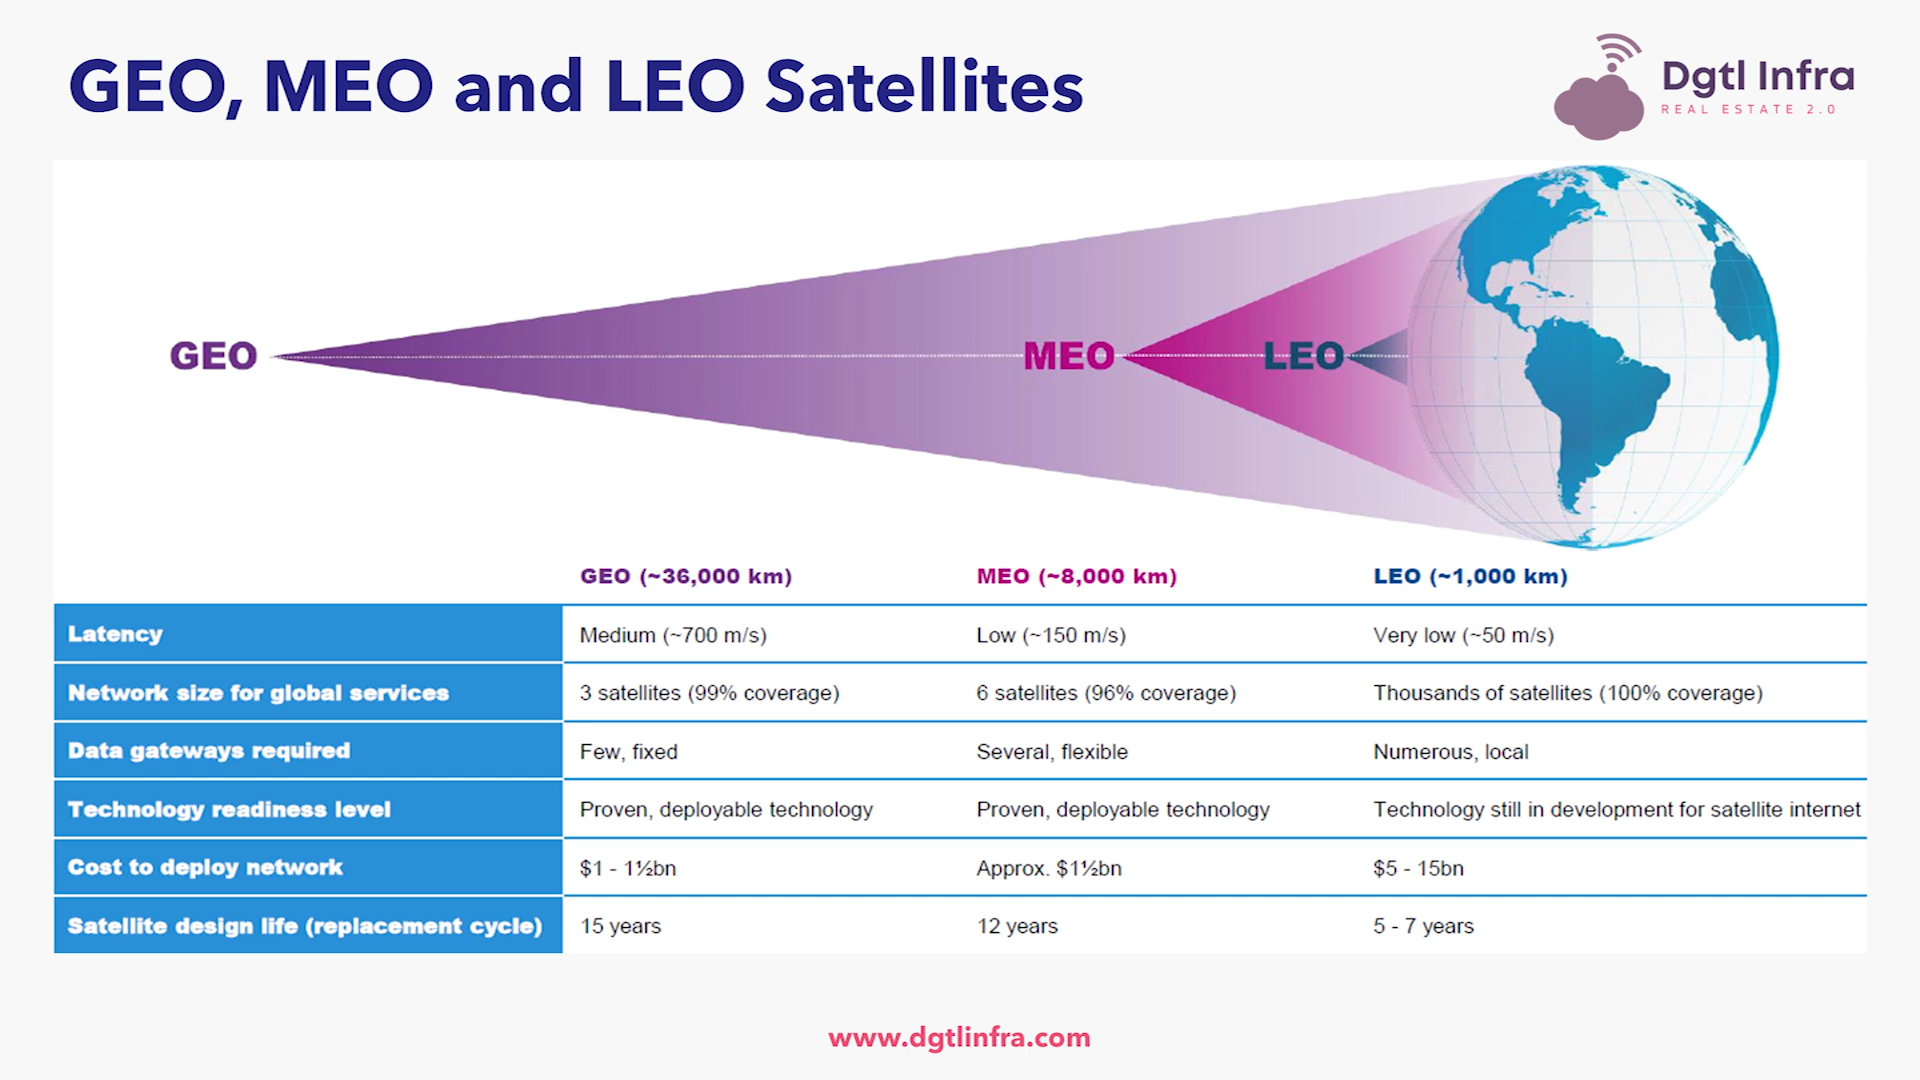 GEO, MEO and LEO Satellites
Dgtl Infra
REAL ESTATE 2.0
GEO
MEO
LEO
GEO (~36,000 km) MEO (~8,000 km) LEO (~1,000 km)
Latency Medium (~700 m/s) Low (~150 m/s) Very low (~50 m/s)
Network size for global services 3 satellites (99% coverage) 6 satellites (96% coverage) Thousands of satellites (100% coverage)
Data gateways required Few, fixed Several, flexible Numerous, local
Technology readiness level Proven, deployable technology Proven, deployable technology Technology still in development for satellite internet
Cost to deploy network $1 - 1½bn Approx. $1½bn $5 - 15bn
Satellite design life (replacement cycle) 15 years 12 years 5 - 7 years
www.dgtlinfra.com